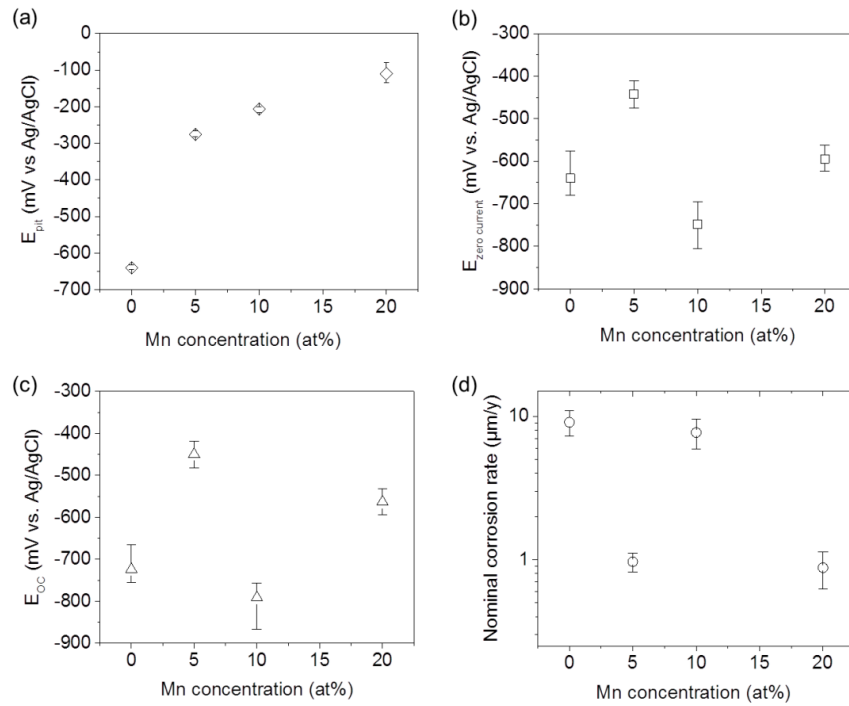 (a)
0
-100
-200
-300
-400
-500
-600
-700
E_pit (mV vs Ag/AgCl)
0 5 10 15 20
Mn concentration (at%)
(b)
-300
-400
-500
-600
-700
-800
-900
E_zero current (mV vs. Ag/AgCl)
0 5 10 15 20
Mn concentration (at%)
(c)
-300
-400
-500
-600
-700
-800
-900
E_OC (mV vs. Ag/AgCl)
0 5 10 15 20
Mn concentration (at%)
(d)
10
1
Nominal corrosion rate (µm/y)
0 5 10 15 20
Mn concentration (at%)